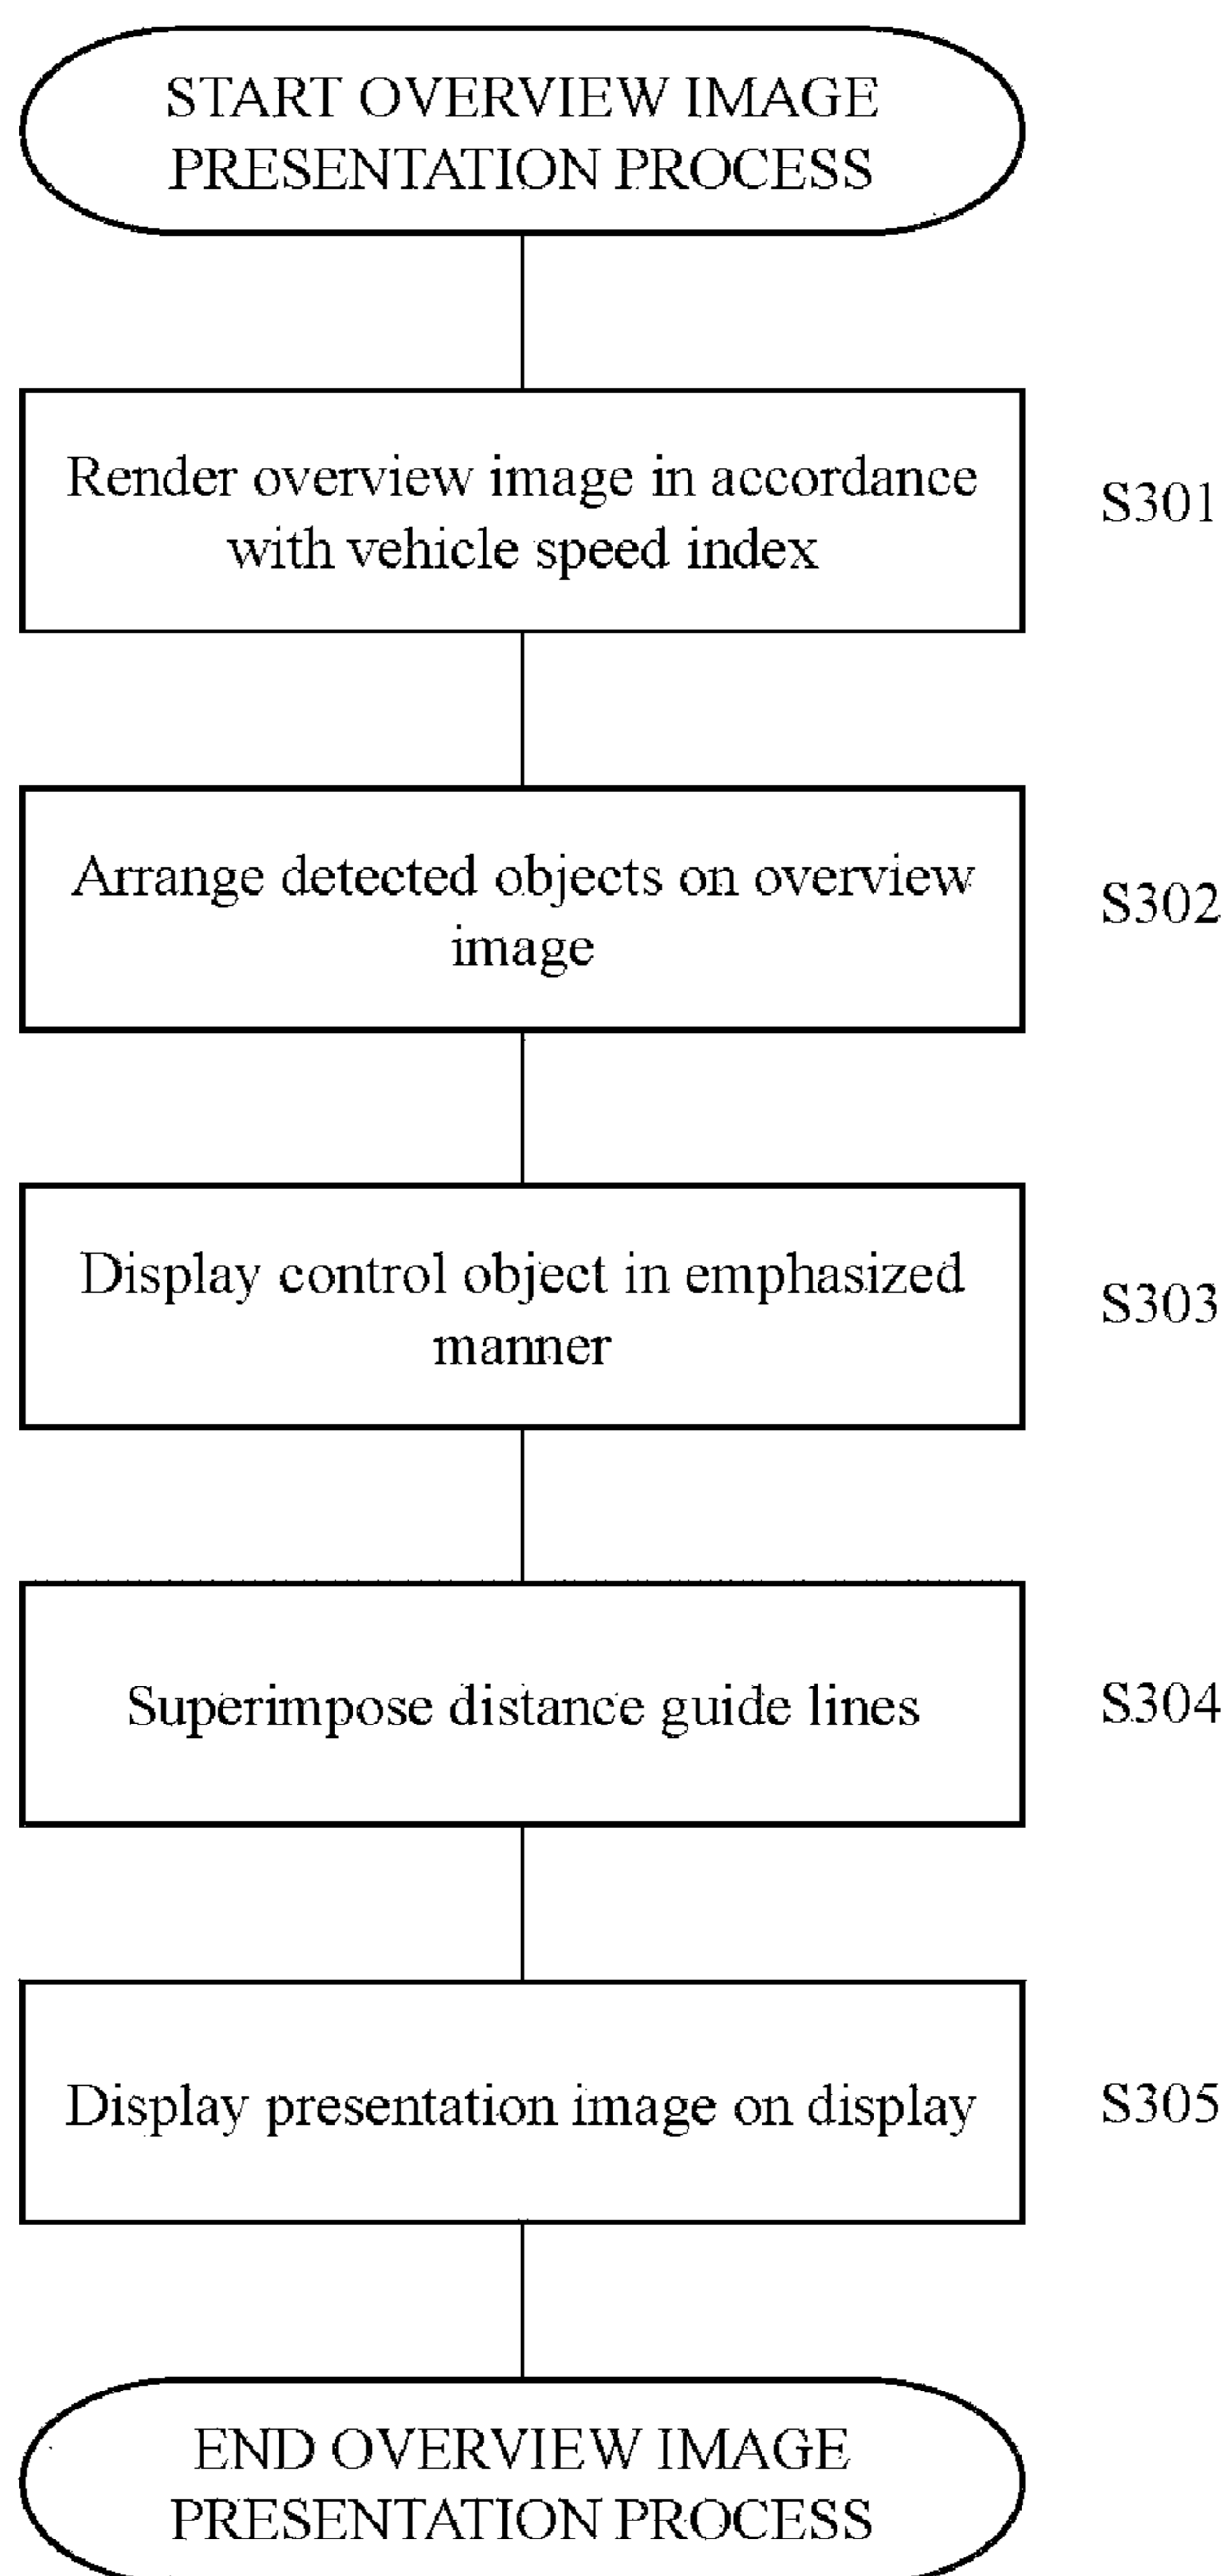 START OVERVIEW IMAGE
PRESENTATION PROCESS
Render overview image in accordance
with vehicle speed index
S301
Arrange detected objects on overview
image
S302
Display control object in emphasized
manner
S303
Superimpose distance guide lines
S304
Display presentation image on display
S305
END OVERVIEW IMAGE
PRESENTATION PROCESS